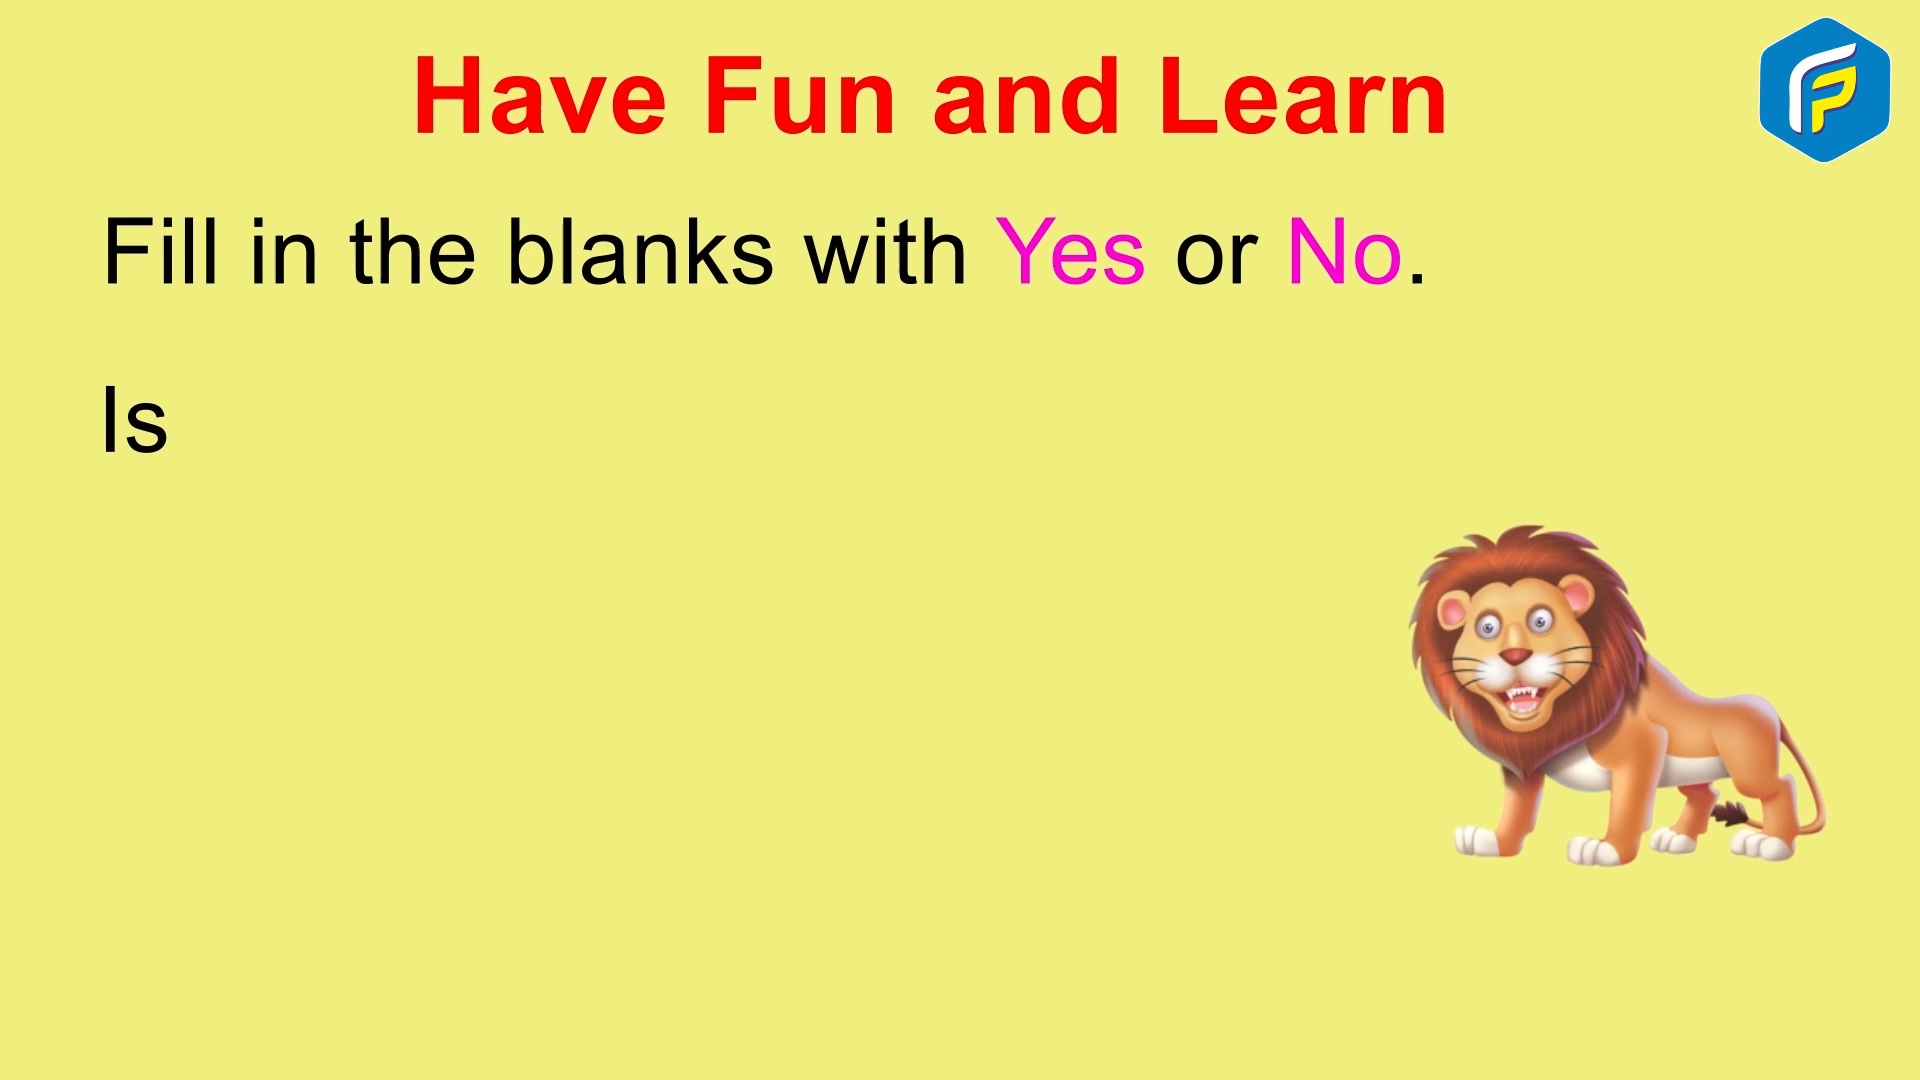 Have Fun and Learn
Fill in the blanks with Yes or No.
Is